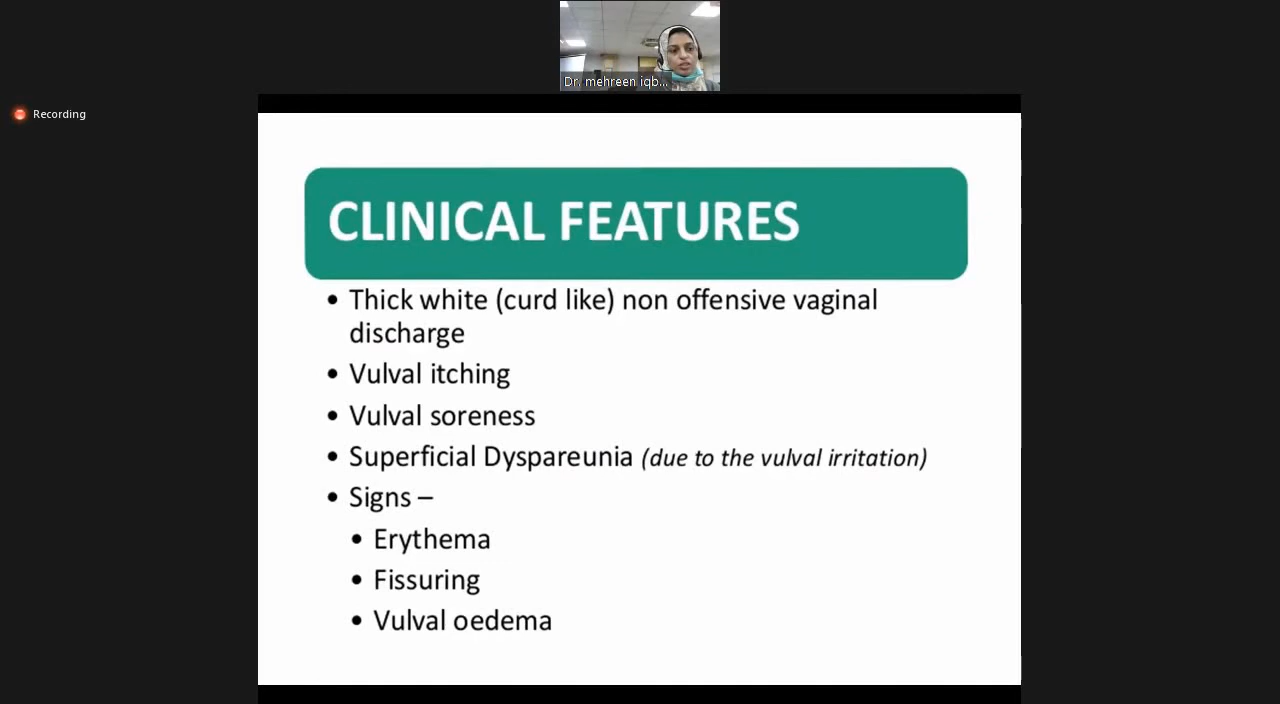 Dr. mehreen iqb...
Recording
CLINICAL FEATURES
• Thick white (curd like) non offensive vaginal
discharge
• Vulval itching
• Vulval soreness
• Superficial Dyspareunia (due to the vulval irritation)
• Signs –
• Erythema
• Fissuring
• Vulval oedema